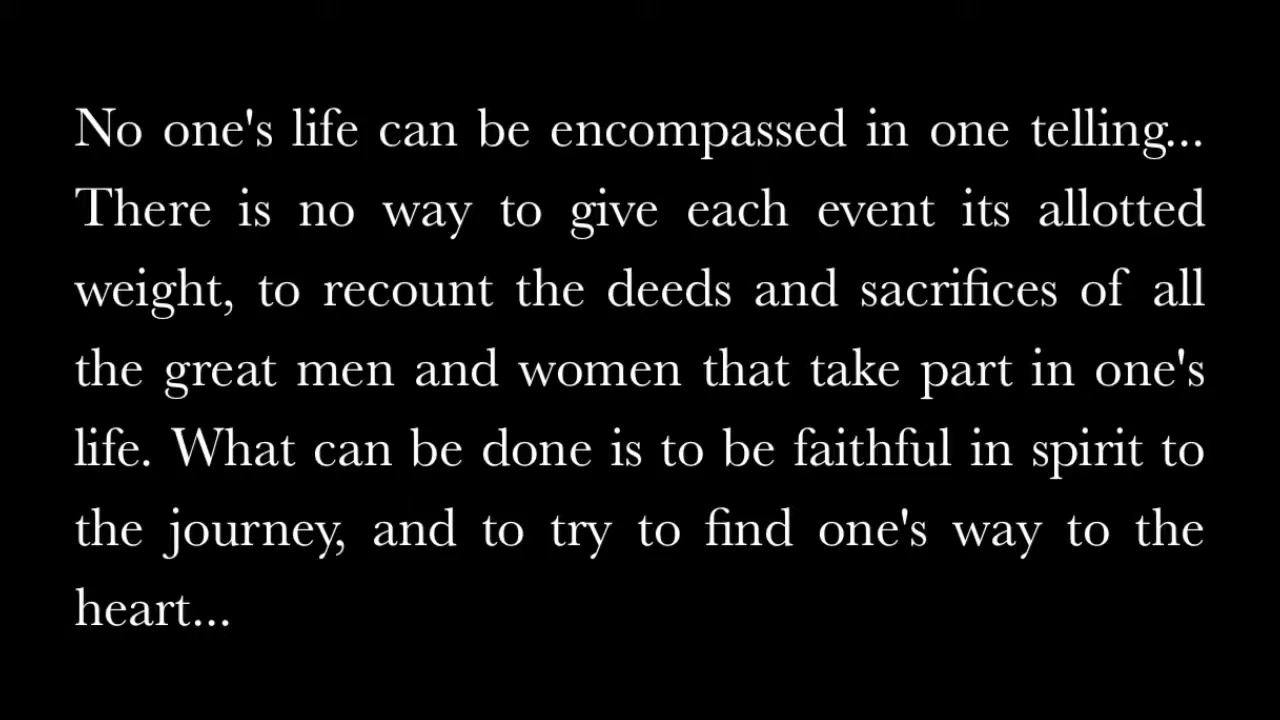 No one's life can be encompassed in one telling...
There is no way to give each event its allotted
weight, to recount the deeds and sacrifices of all
the great men and women that take part in one's
life. What can be done is to be faithful in spirit to
the journey, and to try to find one's way to the
heart...